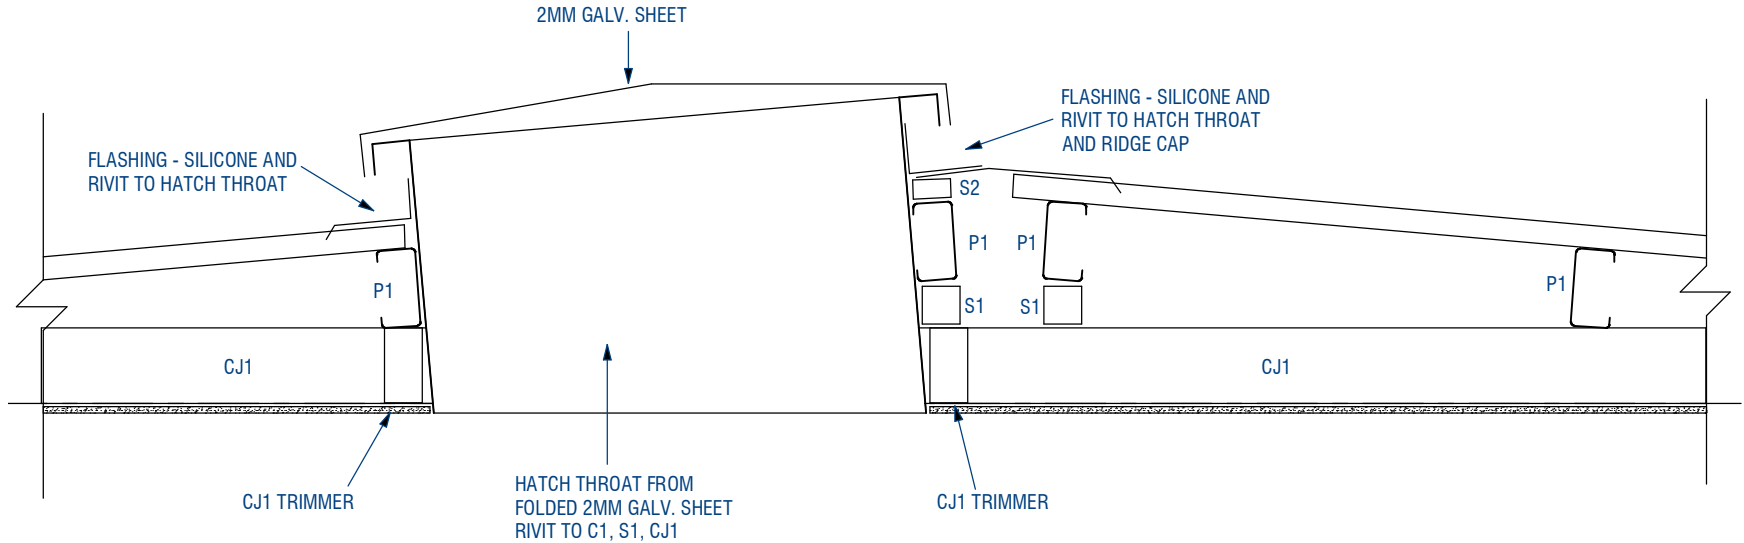 2MM GALV. SHEET
FLASHING - SILICONE AND
RIVIT TO HATCH THROAT
AND RIDGE CAP
FLASHING - SILICONE AND
RIVIT TO HATCH THROAT
S2
P1
P1
P1
P1
S1
S1
CJ1
CJ1
CJ1 TRIMMER
HATCH THROAT FROM
FOLDED 2MM GALV. SHEET
RIVIT TO C1, S1, CJ1
CJ1 TRIMMER